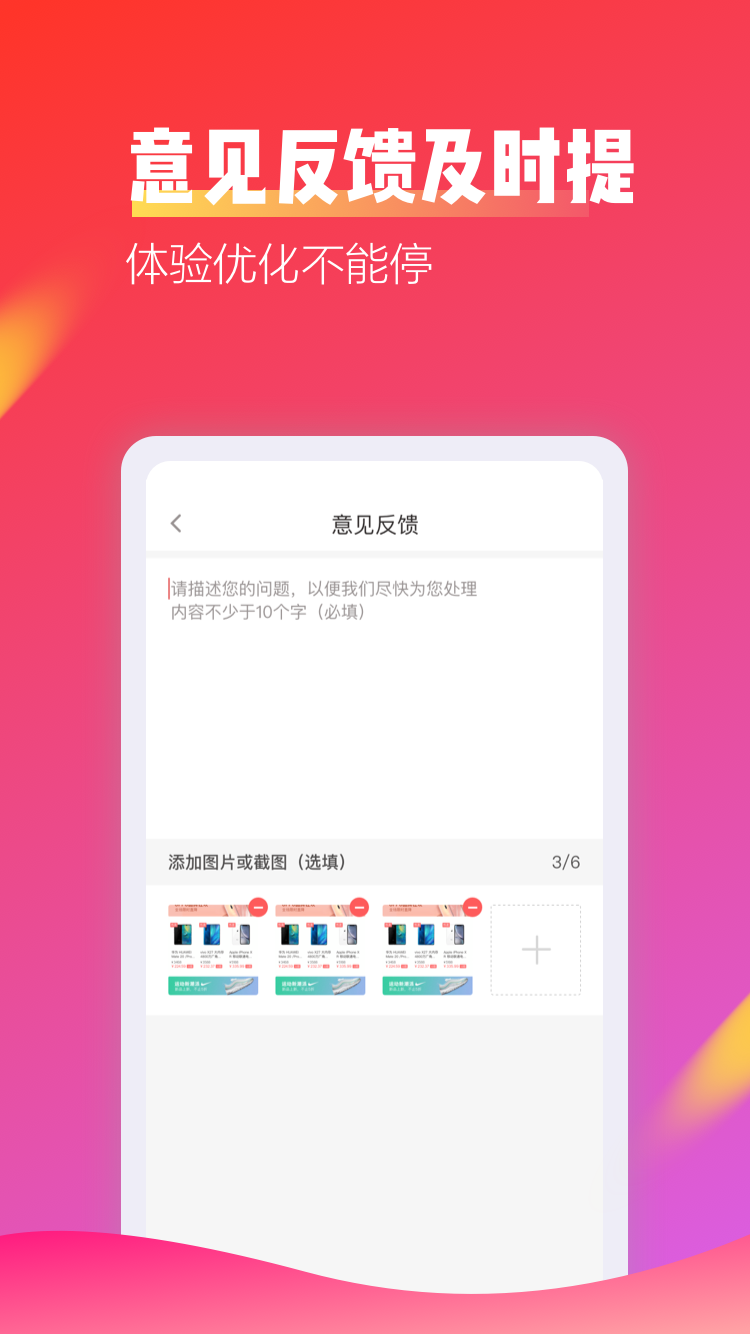 意见反馈及时提
体验优化不能停
意见反馈
请描述您的问题，以便我们尽快为您处理
内容不少于10个字（必填）
添加图片或截图（选填）
3/6